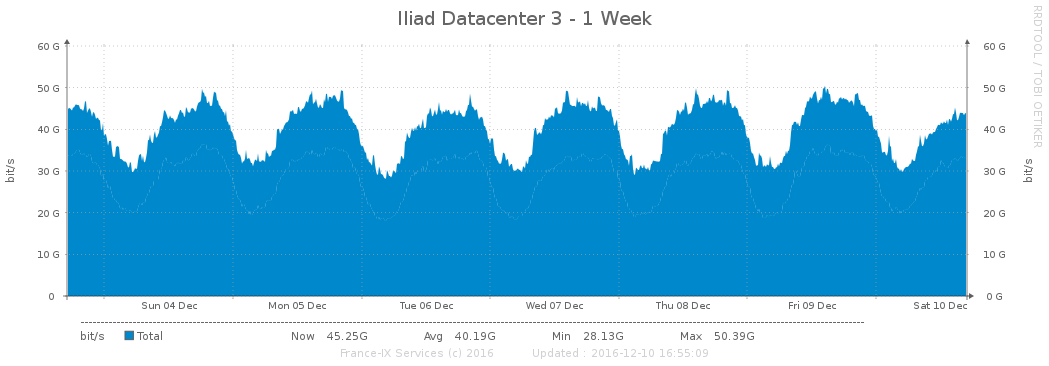 Iliad Datacenter 3 - 1 Week
RRDTOOL / TOBI OETIKER
60 G 60 G
50 G 50 G
40 G 40 G
30 G 30 G
20 G 20 G
10 G 10 G
0 0 G
bit/s bit/s
Sun 04 Dec Mon 05 Dec Tue 06 Dec Wed 07 Dec Thu 08 Dec Fri 09 Dec Sat 10 Dec
bit/s Total Now 45.25G Avg 40.19G Min 28.13G Max 50.39G
France-IX Services (c) 2016 Updated : 2016-12-10 16:55:09